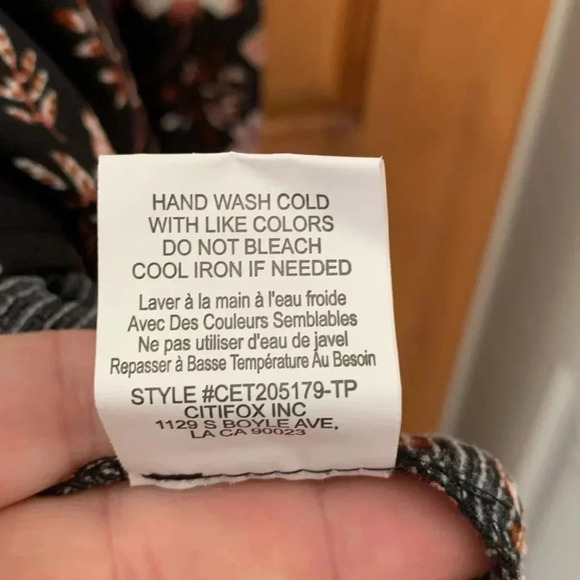 HAND WASH COLD
WITH LIKE COLORS
DO NOT BLEACH
COOL IRON IF NEEDED
Laver à la main à l'eau froide
Avec Des Couleurs Semblables
Ne pas utiliser d'eau de javel
Repasser à Basse Température Au Besoin
STYLE #CET205179-TP
CITIFOX INC
1129 S BOYLE AVE,
LA CA 90023